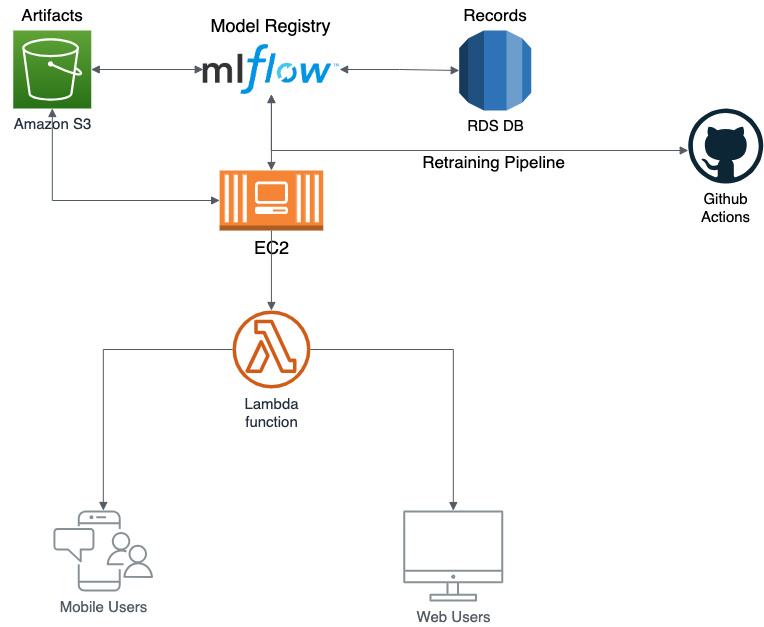 Artifacts
Model Registry
Records
mlflow™
Amazon S3
RDS DB
Retraining Pipeline
Github
Actions
EC2
Lambda
function
Mobile Users
Web Users